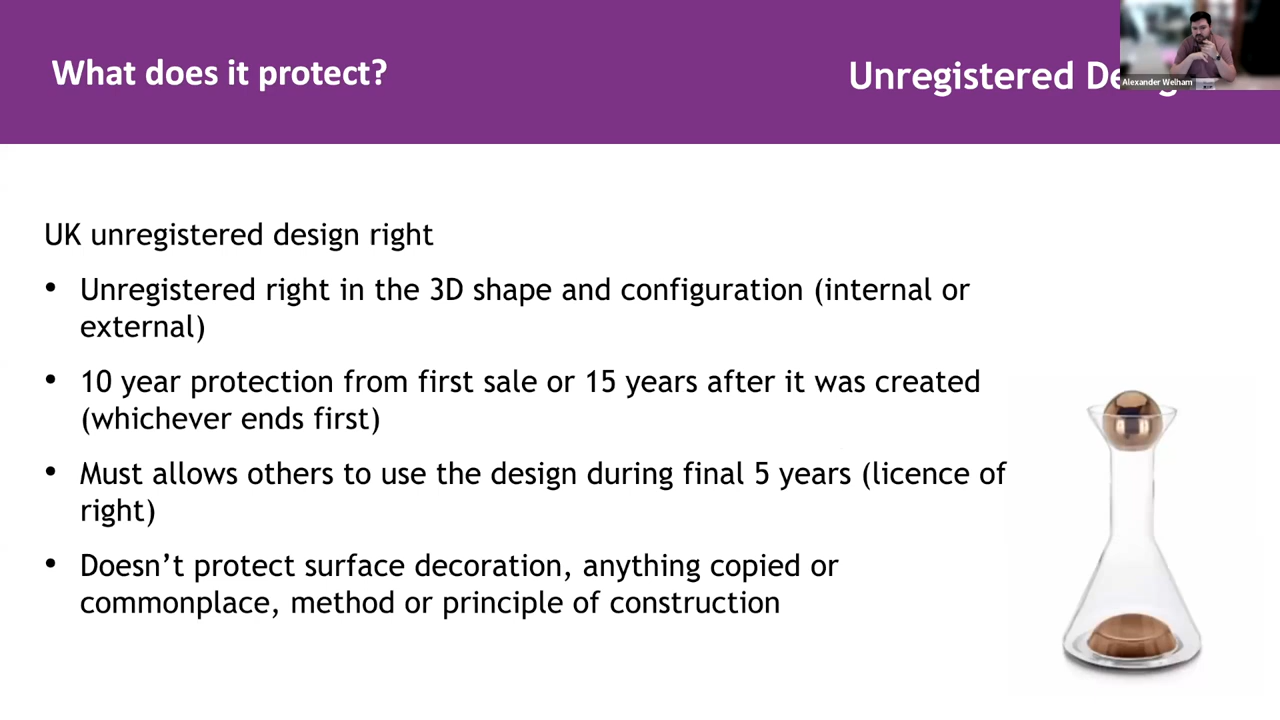 What does it protect?
Unregistered
Alexander Welham
UK unregistered design right
• Unregistered right in the 3D shape and configuration (internal or
external)
• 10 year protection from first sale or 15 years after it was created
(whichever ends first)
• Must allows others to use the design during final 5 years (licence of
right)
• Doesn’t protect surface decoration, anything copied or
commonplace, method or principle of construction